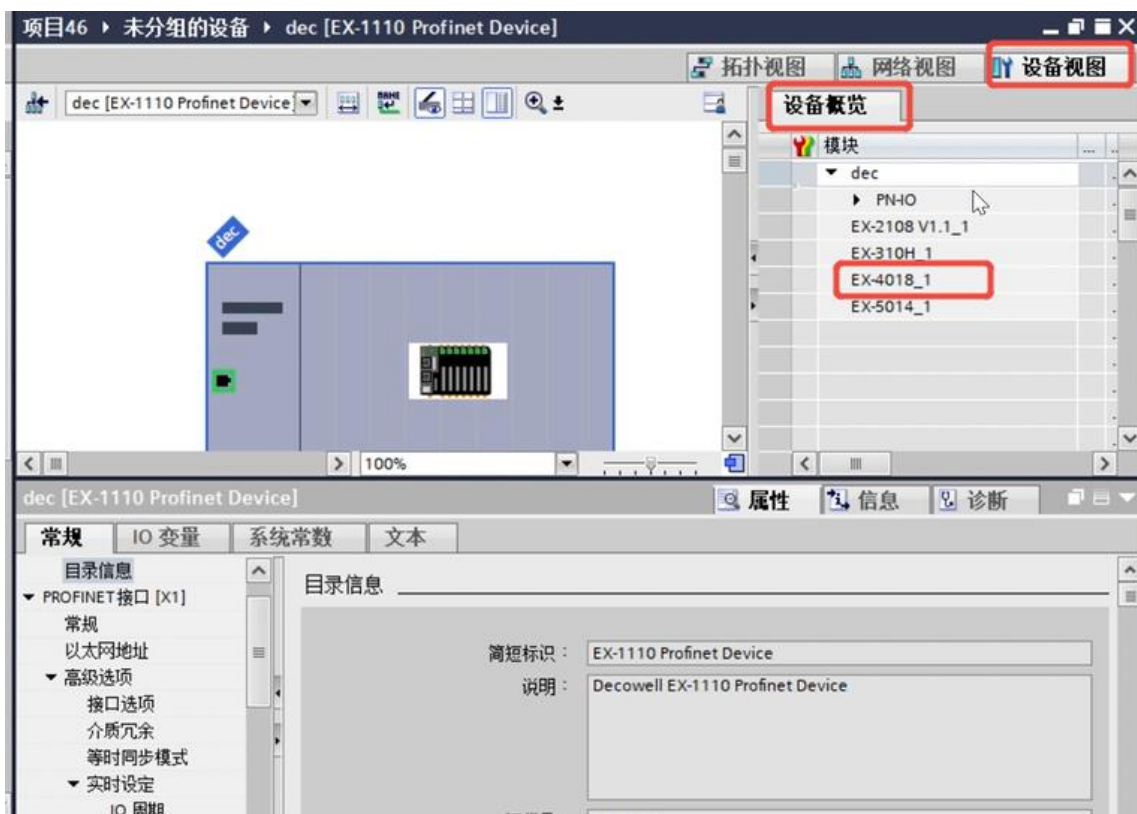 项目46 ▸ 未分组的设备 ▸ dec [EX-1110 Profinet Device]
拓扑视图 网络视图 设备视图
dec [EX-1110 Profinet Device]
设备概览
模块 ... ..
dec
PN-IO
EX-2108 V1.1_1
EX-310H_1
EX-4018_1
EX-5014_1
dec
100%
dec [EX-1110 Profinet Device]
属性 信息 诊断
常规 IO 变量 系统常数 文本
目录信息
PROFINET接口 [X1]
常规
以太网地址
高级选项
接口选项
介质冗余
等时同步模式
实时设定
IO 周期
目录信息
简短标识： EX-1110 Profinet Device
说明： Decowell EX-1110 Profinet Device